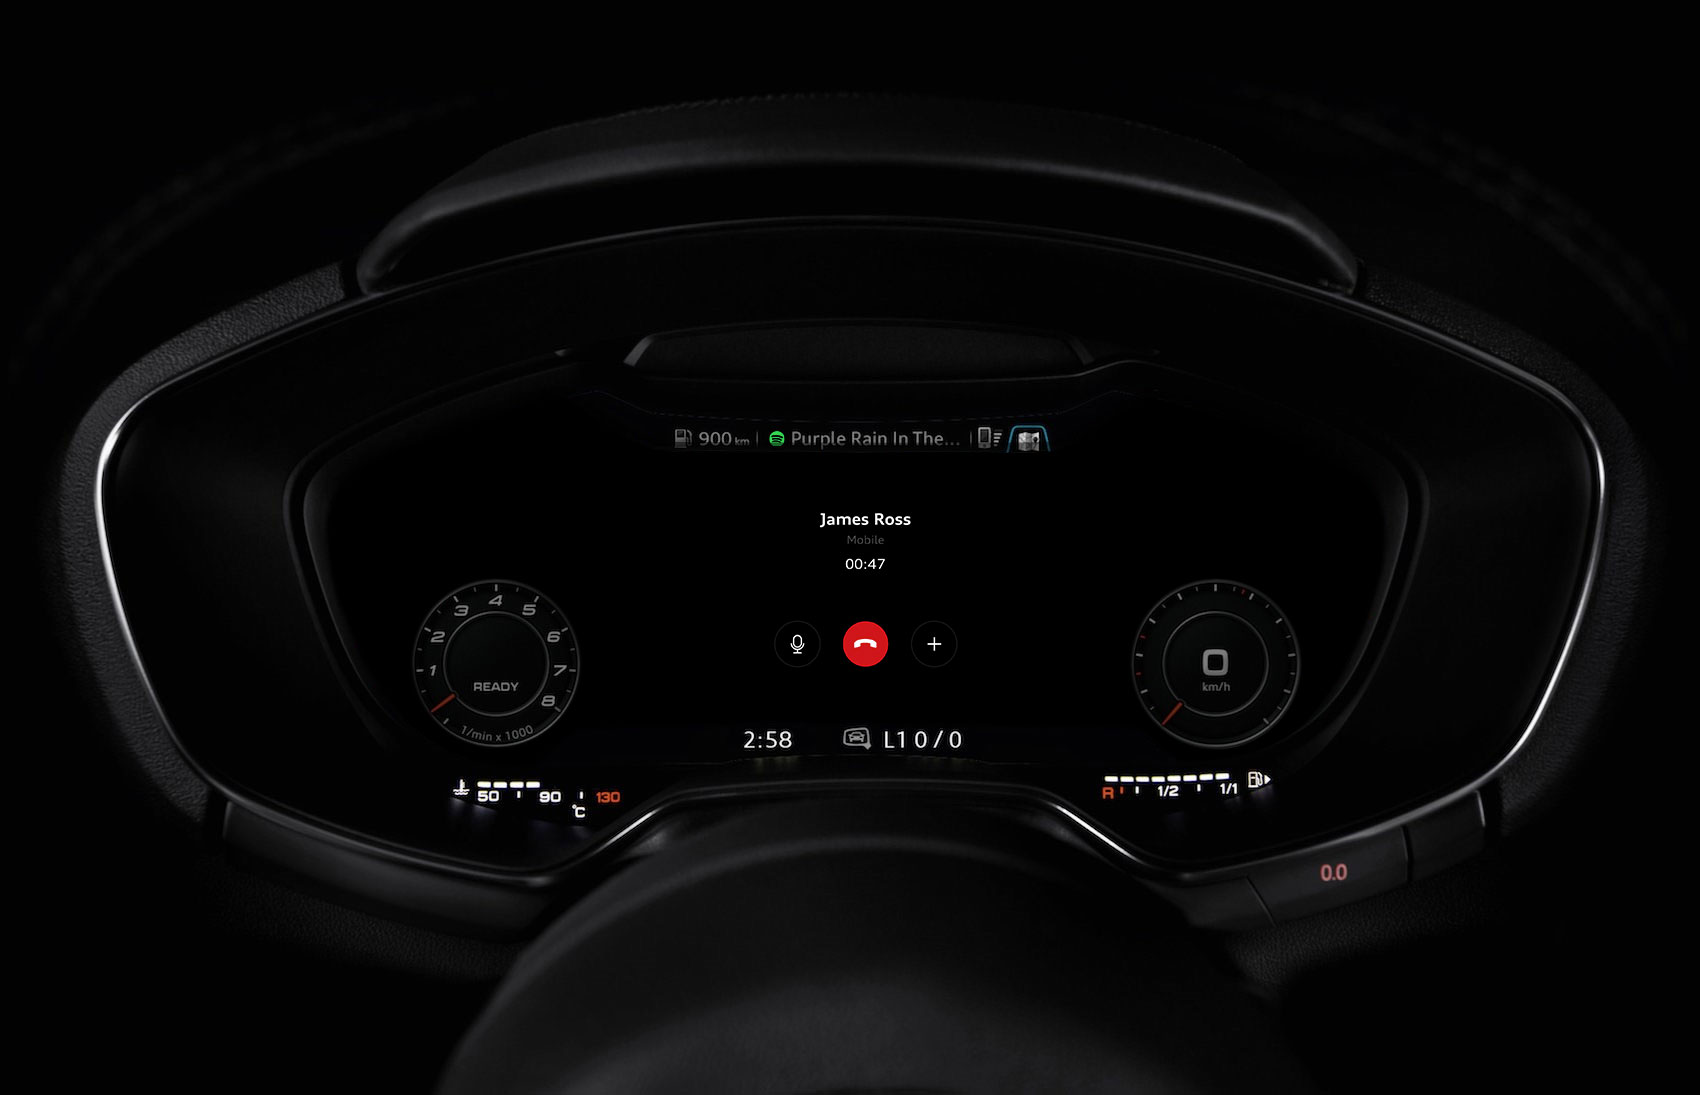 900 km
Purple Rain In The...
James Ross
Mobile
00:47
1
2
3
4
5
6
7
8
READY
1/min x 1000
0
km/h
2:58
L1 0 / 0
50
90
130
°C
R
1/2
1/1
0.0